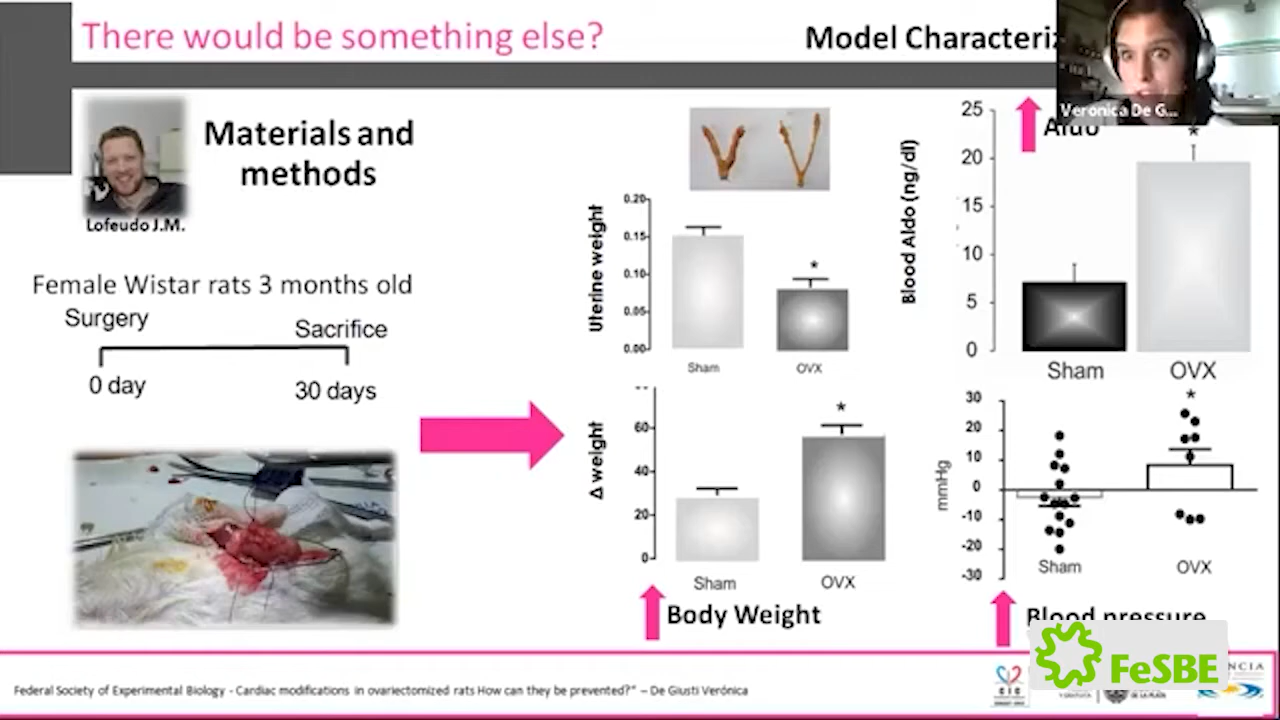 There would be something else?
Model Characteriz
Veronica De G...
Materials and
methods
Lofeudo J.M.
Female Wistar rats 3 months old
Surgery
Sacrifice
0 day
30 days
Uterine weight
0.20
0.15
0.10
0.05
0.00
*
Sham
OVX
Aldo
Blood Aldo (ng/dl)
25
20
15
10
5
0
*
Sham
OVX
Δ weight
60
40
20
0
*
Sham
OVX
Body Weight
mmHg
30
20
10
0
-10
-20
-30
*
Sham
OVX
Blood pressure
FeSBE
CIC
DE LA PLATA
Federal Society of Experimental Biology - Cardiac modifications in ovariectomized rats How can they be prevented?" – De Giusti Verónica